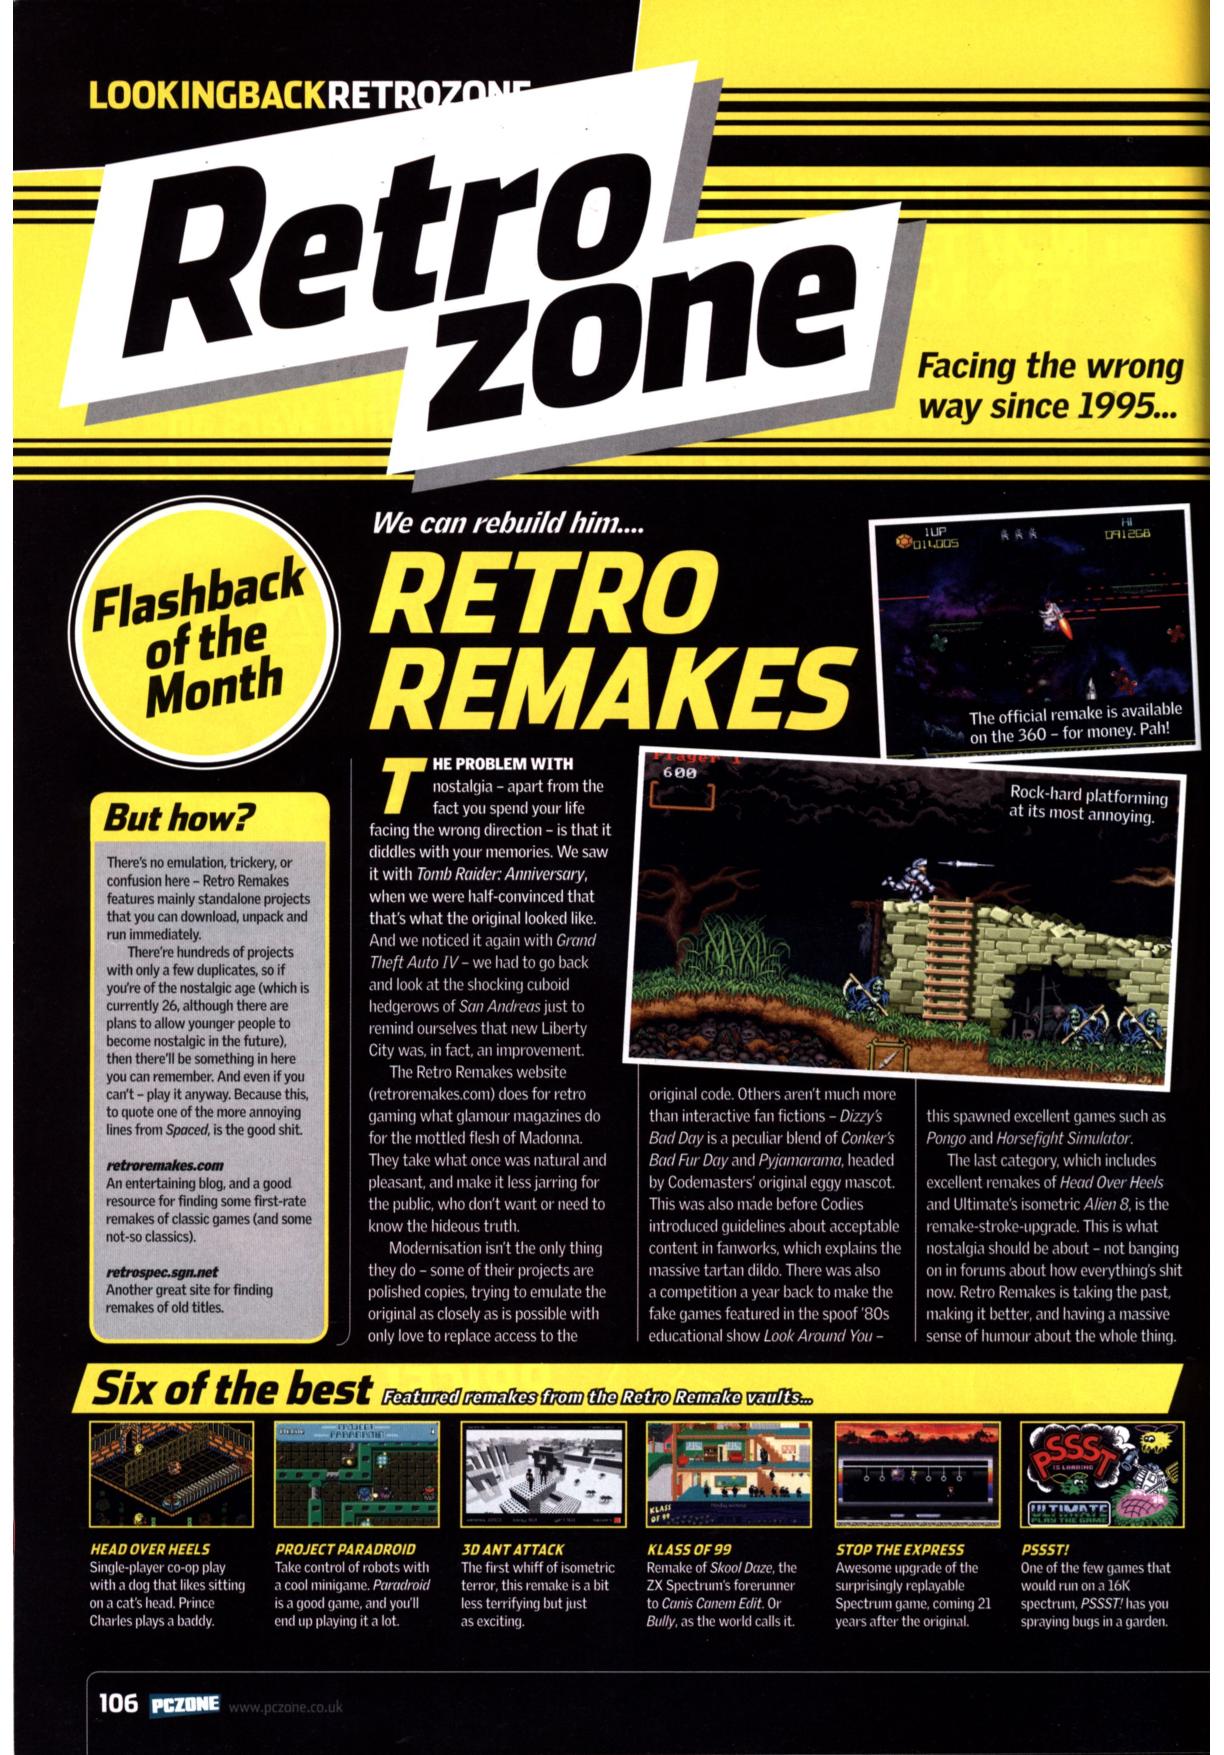 LOOKINGBACKRETROZONE
Retro
zone
Facing the wrong
way since 1995...
Flashback
of the
Month
We can rebuild him....
RETRO
REMAKES
1UP
014005
HI
091268
The official remake is available
on the 360 – for money. Pah!
Player 1
600
Rock-hard platforming
at its most annoying.
But how?
There's no emulation, trickery, or
confusion here – Retro Remakes
features mainly standalone projects
that you can download, unpack and
run immediately.
There're hundreds of projects
with only a few duplicates, so if
you're of the nostalgic age (which is
currently 26, although there are
plans to allow younger people to
become nostalgic in the future),
then there'll be something in here
you can remember. And even if you
can't – play it anyway. Because this,
to quote one of the more annoying
lines from Spaced, is the good shit.
retroremakes.com
An entertaining blog, and a good
resource for finding some first-rate
remakes of classic games (and some
not-so classics).
retrospec.sgn.net
Another great site for finding
remakes of old titles.
THE PROBLEM WITH
nostalgia – apart from the
fact you spend your life
facing the wrong direction – is that it
diddles with your memories. We saw
it with Tomb Raider: Anniversary,
when we were half-convinced that
that's what the original looked like.
And we noticed it again with Grand
Theft Auto IV – we had to go back
and look at the shocking cuboid
hedgerows of San Andreas just to
remind ourselves that new Liberty
City was, in fact, an improvement.
The Retro Remakes website
(retroremakes.com) does for retro
gaming what glamour magazines do
for the mottled flesh of Madonna.
They take what once was natural and
pleasant, and make it less jarring for
the public, who don't want or need to
know the hideous truth.
Modernisation isn't the only thing
they do – some of their projects are
polished copies, trying to emulate the
original as closely as is possible with
only love to replace access to the
original code. Others aren't much more
than interactive fan fictions – Dizzy's
Bad Day is a peculiar blend of Conker's
Bad Fur Day and Pyjamarama, headed
by Codemasters' original eggy mascot.
This was also made before Codies
introduced guidelines about acceptable
content in fanworks, which explains the
massive tartan dildo. There was also
a competition a year back to make the
fake games featured in the spoof '80s
educational show Look Around You –
this spawned excellent games such as
Pongo and Horsefight Simulator.
The last category, which includes
excellent remakes of Head Over Heels
and Ultimate's isometric Alien 8, is the
remake-stroke-upgrade. This is what
nostalgia should be about – not banging
on in forums about how everything's shit
now. Retro Remakes is taking the past,
making it better, and having a massive
sense of humour about the whole thing.
Six of the best Featured remakes from the Retro Remake vaults...
HEAD OVER HEELS
Single-player co-op play
with a dog that likes sitting
on a cat's head. Prince
Charles plays a baddy.
PROJECT
PARADROID
PROJECT PARADROID
Take control of robots with
a cool minigame. Paradroid
is a good game, and you'll
end up playing it a lot.
3D ANT ATTACK
The first whiff of isometric
terror, this remake is a bit
less terrifying but just
as exciting.
KLASS
OF 99
KLASS OF 99
Remake of Skool Daze, the
ZX Spectrum's forerunner
to Canis Canem Edit. Or
Bully, as the world calls it.
STOP THE EXPRESS
Awesome upgrade of the
surprisingly replayable
Spectrum game, coming 21
years after the original.
PSSST
IS LOADING
ULTIMATE
PLAY THE GAME
PSSST!
One of the few games that
would run on a 16K
spectrum, PSSST! has you
spraying bugs in a garden.
106 PCZONE www.pczone.co.uk